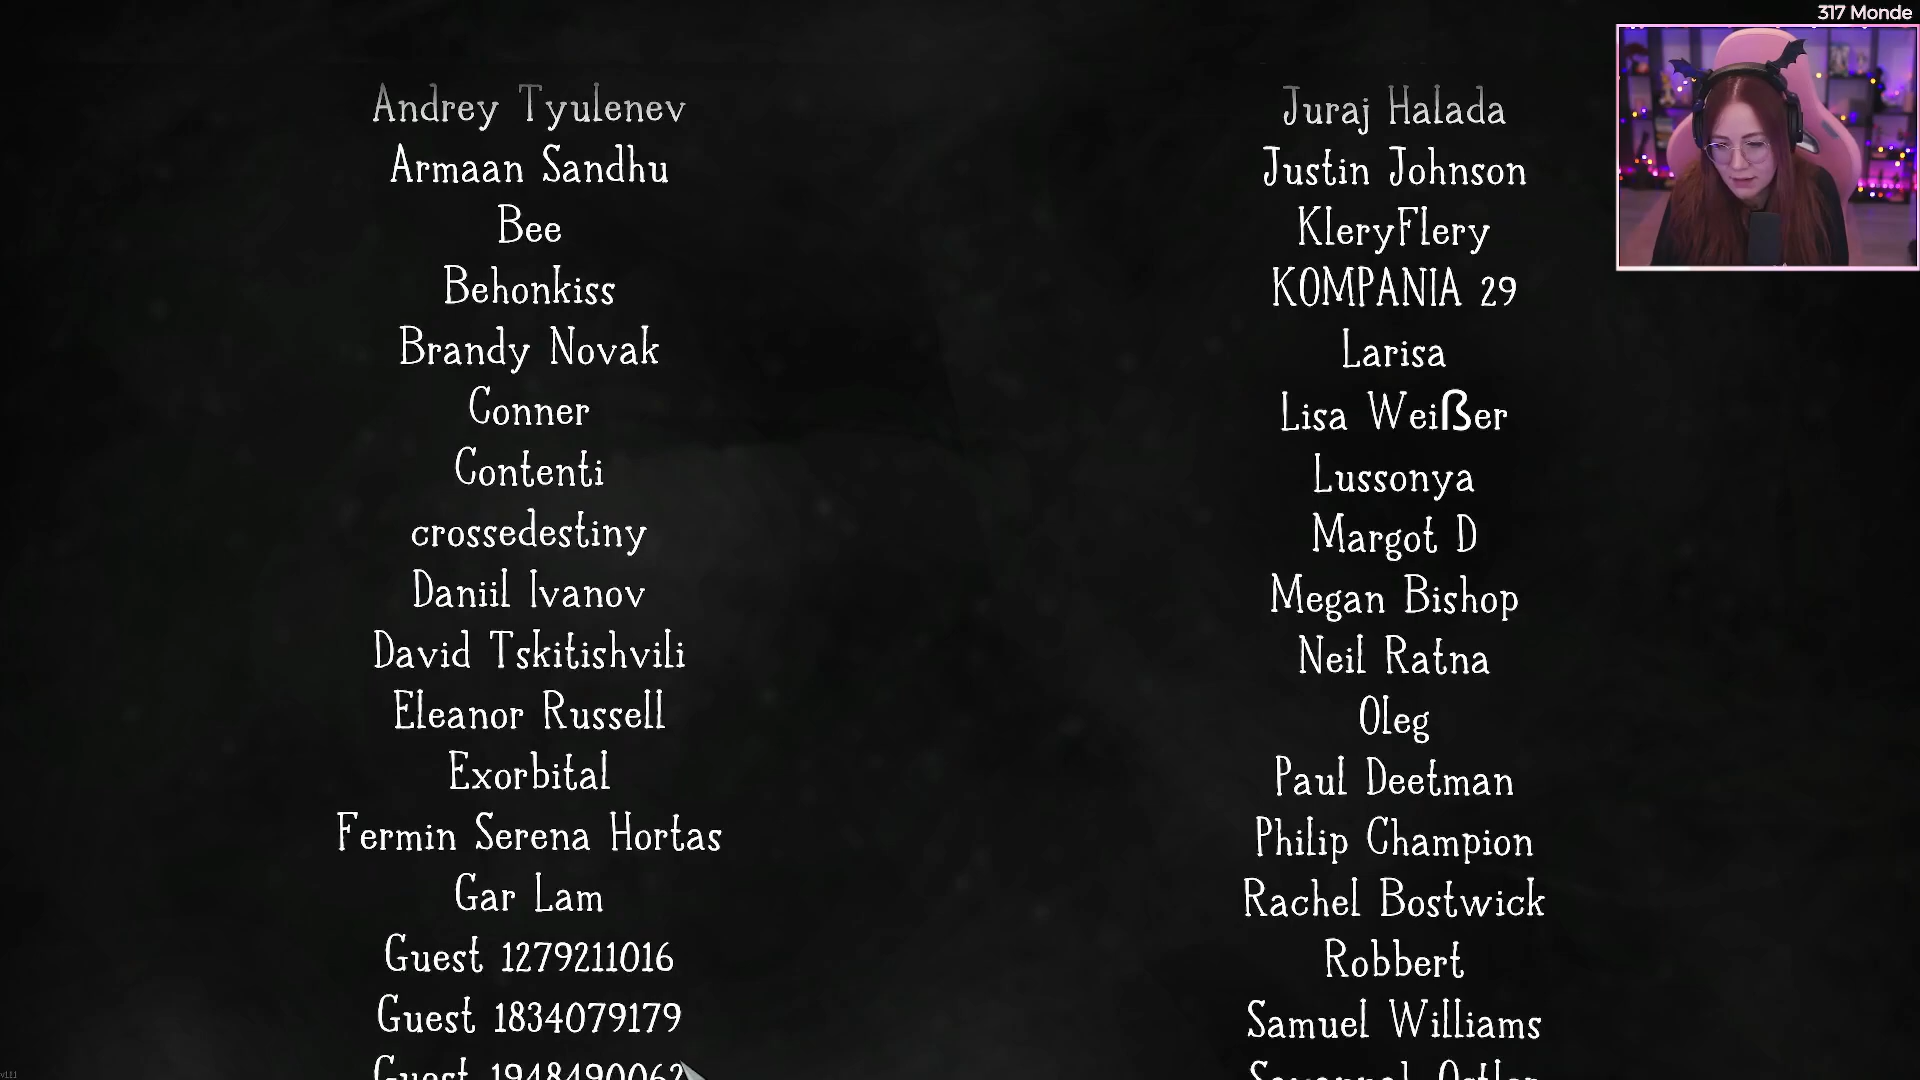 317 Monde
Andrey Tyulenev
Armaan Sandhu
Bee
Behonkiss
Brandy Novak
Conner
Contenti
crossedestiny
Daniil Ivanov
David Tskitishvili
Eleanor Russell
Exorbital
Fermin Serena Hortas
Gar Lam
Guest 1279211016
Guest 1834079179
Guest 1948490062
Juraj Halada
Justin Johnson
KleryFlery
KOMPANIA 29
Larisa
Lisa Weißer
Lussonya
Margot D
Megan Bishop
Neil Ratna
Oleg
Paul Deetman
Philip Champion
Rachel Bostwick
Robbert
Samuel Williams